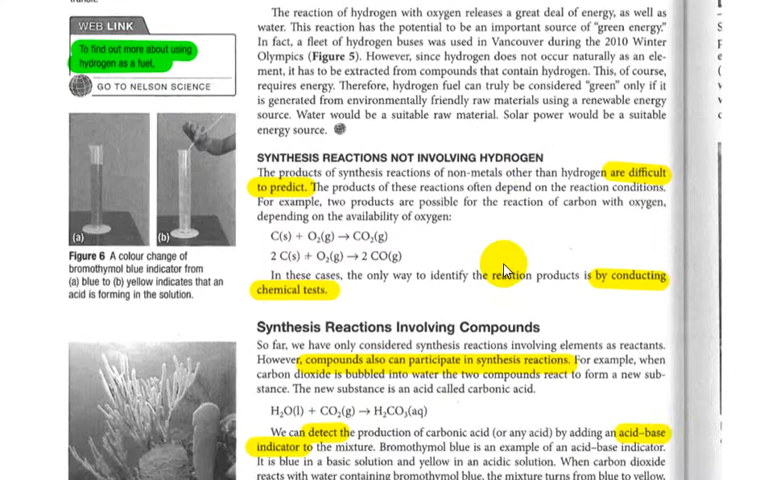 WEB LINK
To find out more about using
hydrogen as a fuel,
GO TO NELSON SCIENCE
(a)
(b)
Figure 6 A colour change of
bromothymol blue indicator from
(a) blue to (b) yellow indicates that an
acid is forming in the solution.
The reaction of hydrogen with oxygen releases a great deal of energy, as well as
water. This reaction has the potential to be an important source of “green energy.”
In fact, a fleet of hydrogen buses was used in Vancouver during the 2010 Winter
Olympics (Figure 5). However, since hydrogen does not occur naturally as an ele-
ment, it has to be extracted from compounds that contain hydrogen. This, of course,
requires energy. Therefore, hydrogen fuel can truly be considered “green” only if it
is generated from environmentally friendly raw materials using a renewable energy
source. Water would be a suitable raw material. Solar power would be a suitable
energy source.
SYNTHESIS REACTIONS NOT INVOLVING HYDROGEN
The products of synthesis reactions of non-metals other than hydrogen are difficult
to predict. The products of these reactions often depend on the reaction conditions.
For example, two products are possible for the reaction of carbon with oxygen,
depending on the availability of oxygen:
C(s) + O₂(g) → CO₂(g)
2 C(s) + O₂(g) → 2 CO(g)
In these cases, the only way to identify the reaction products is by conducting
chemical tests.
Synthesis Reactions Involving Compounds
So far, we have only considered synthesis reactions involving elements as reactants.
However, compounds also can participate in synthesis reactions. For example, when
carbon dioxide is bubbled into water the two compounds react to form a new sub-
stance. The new substance is an acid called carbonic acid.
H₂O(l) + CO₂(g) → H₂CO₃(aq)
We can detect the production of carbonic acid (or any acid) by adding an acid–base
indicator to the mixture. Bromothymol blue is an example of an acid–base indicator.
It is blue in a basic solution and yellow in an acidic solution. When carbon dioxide
reacts with water containing bromothymol blue, the mixture turns from blue to yellow,